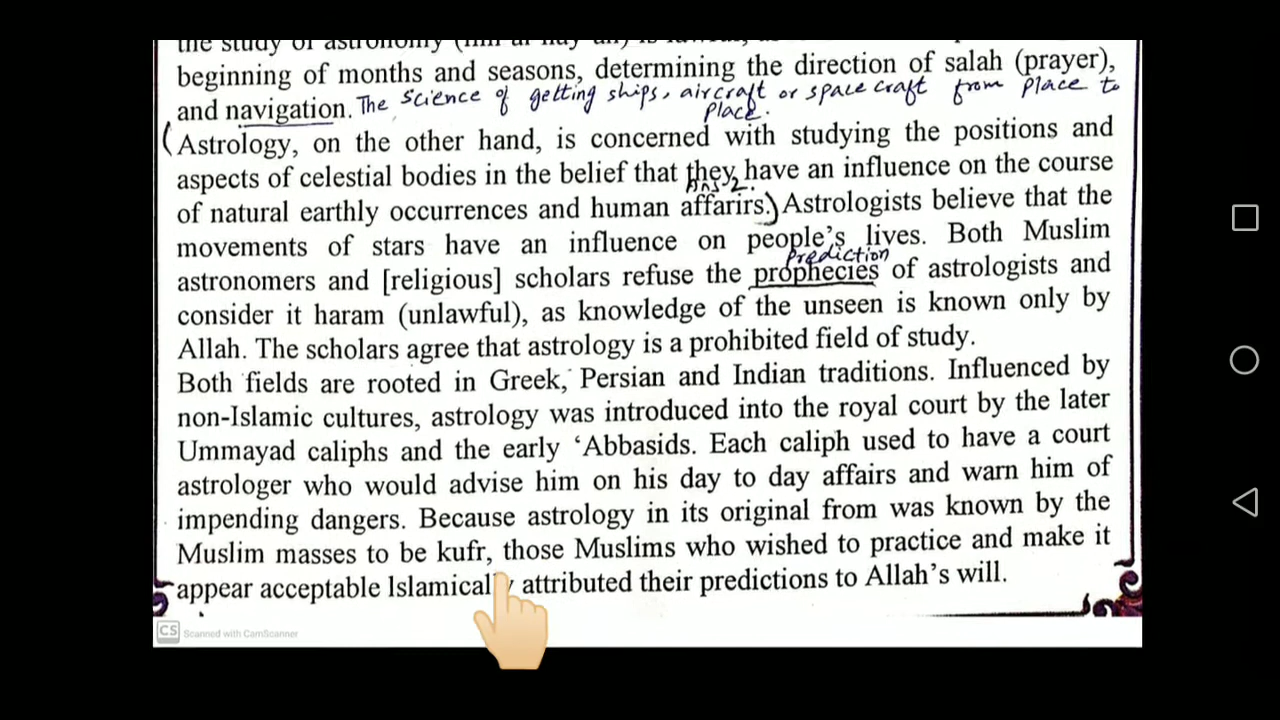 the study of astronomy
beginning of months and seasons, determining the direction of salah (prayer),
and navigation. The Science of getting ships, aircraft or space craft from place to
place.
(Astrology, on the other hand, is concerned with studying the positions and
aspects of celestial bodies in the belief that they have an influence on the course
Ans 2.
of natural earthly occurrences and human affarirs.) Astrologists believe that the
movements of stars have an influence on people's lives. Both Muslim
Prediction
astronomers and [religious] scholars refuse the prophecies of astrologists and
consider it haram (unlawful), as knowledge of the unseen is known only by
Allah. The scholars agree that astrology is a prohibited field of study.
Both fields are rooted in Greek, Persian and Indian traditions. Influenced by
non-Islamic cultures, astrology was introduced into the royal court by the later
Ummayad caliphs and the early ‘Abbasids. Each caliph used to have a court
astrologer who would advise him on his day to day affairs and warn him of
impending dangers. Because astrology in its original from was known by the
Muslim masses to be kufr, those Muslims who wished to practice and make it
appear acceptable Islamically attributed their predictions to Allah's will.
CS Scanned with CamScanner